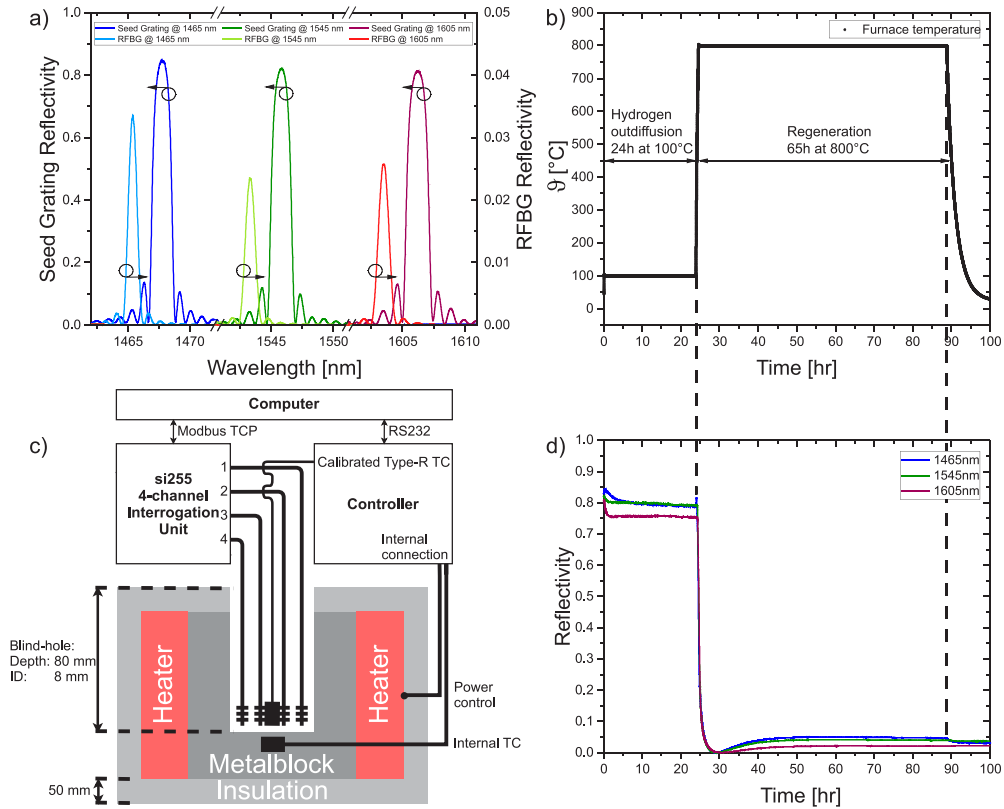 a)
Seed Grating @ 1465 nm Seed Grating @ 1545 nm Seed Grating @ 1605 nm
RFBG @ 1465 nm RFBG @ 1545 nm RFBG @ 1605 nm
1.0
0.8
0.6
0.4
0.2
0.0
Seed Grating Reflectivity
0.05
0.04
0.03
0.02
0.01
0.00
RFBG Reflectivity
1465 1470 1545 1550 1605 1610
Wavelength [nm]
b)
Furnace temperature
900
800
700
600
500
400
300
200
100
0
ϑ [°C]
Hydrogen
outdiffusion
24h at 100°C
Regeneration
65h at 800°C
0 10 20 30 40 50 60 70 80 90 100
Time [hr]
c)
Computer
Modbus TCP
RS232
si255
4-channel
Interrogation
Unit
1
2
3
4
Calibrated Type-R TC
Controller
Internal
connection
Blind-hole:
Depth: 80 mm
ID: 8 mm
Heater
Heater
Power
control
Internal TC
Metalblock
Insulation
50 mm
d)
1465nm
1545nm
1605nm
1.0
0.9
0.8
0.7
0.6
0.5
0.4
0.3
0.2
0.1
0.0
Reflectivity
0 10 20 30 40 50 60 70 80 90 100
Time [hr]